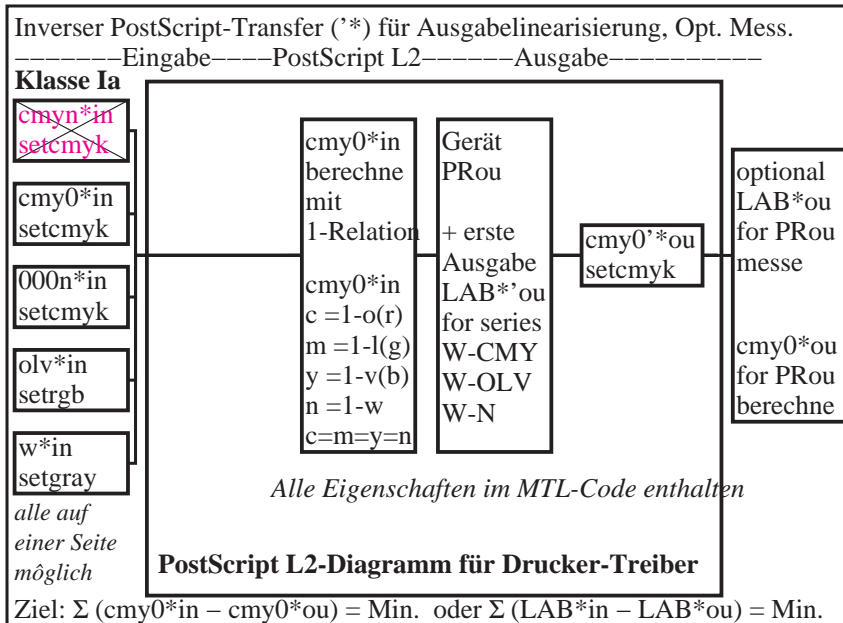 Inverser PostScript-Transfer ('*) für Ausgabelinearisierung, Opt. Mess.
−−−−−−−Eingabe−−−−PostScript L2−−−−−−Ausgabe−−−−−−−−−−
Klasse Ia
cmyn*in
setcmyk
cmy0*in
setcmyk
000n*in
setcmyk
olv*in
setrgb
w*in
setgray
alle auf
einer Seite
môglich
cmy0*in
berechne
mit
1-Relation
cmy0*in
c =1-o(r)
m =1-l(g)
y =1-v(b)
n =1-w
c=m=y=n
Gerät
PRou
+ erste
Ausgabe
LAB*'ou
for series
W-CMY
W-OLV
W-N
cmy0'*ou
setcmyk
optional
LAB*ou
for PRou
messe
cmy0*ou
for PRou
berechne
Alle Eigenschaften im MTL-Code enthalten
PostScript L2-Diagramm für Drucker-Treiber
Ziel: Σ (cmy0*in – cmy0*ou) = Min. oder Σ (LAB*in – LAB*ou) = Min.